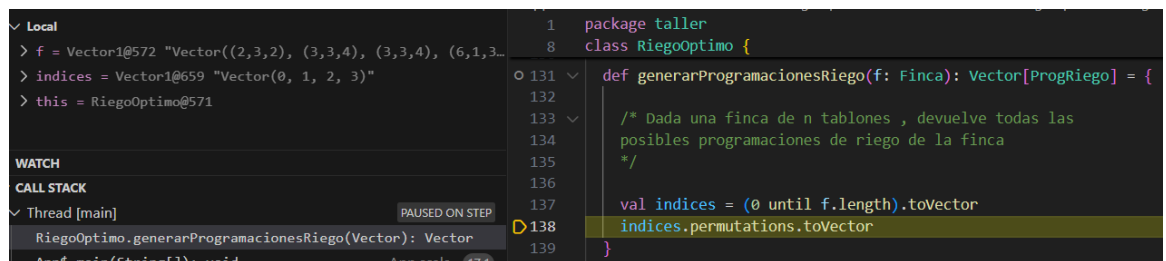 Local
f = Vector1@572 "Vector((2,3,2), (3,3,4), (3,3,4), (6,1,3…
indices = Vector1@659 "Vector(0, 1, 2, 3)"
this = RiegoOptimo@571
WATCH
CALL STACK
Thread [main] PAUSED ON STEP
RiegoOptimo.generarProgramacionesRiego(Vector): Vector
1 package taller
8 class RiegoOptimo {
131 def generarProgramacionesRiego(f: Finca): Vector[ProgRiego] = {
132
133 /* Dada una finca de n tablones , devuelve todas las
134 posibles programaciones de riego de la finca
135 */
136
137 val indices = (0 until f.length).toVector
138 indices.permutations.toVector
139 }